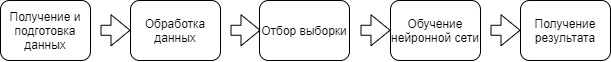 Получение и
подготовка
данных
Обработка
данных
Отбор выборки
Обучение
нейронной сети
Получение
результата